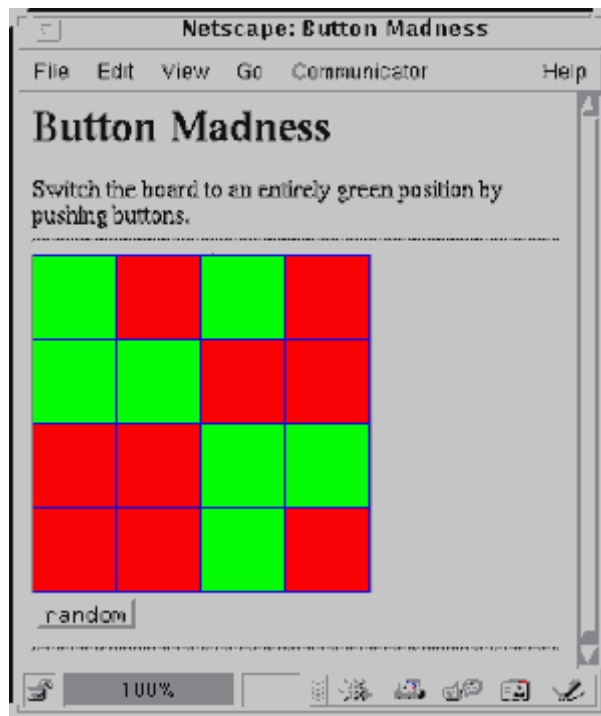 Netscape: Button Madness
File Edit View Go Communicator Help
Button Madness
Switch the board to an entirely green position by
pushing buttons.
random
100%